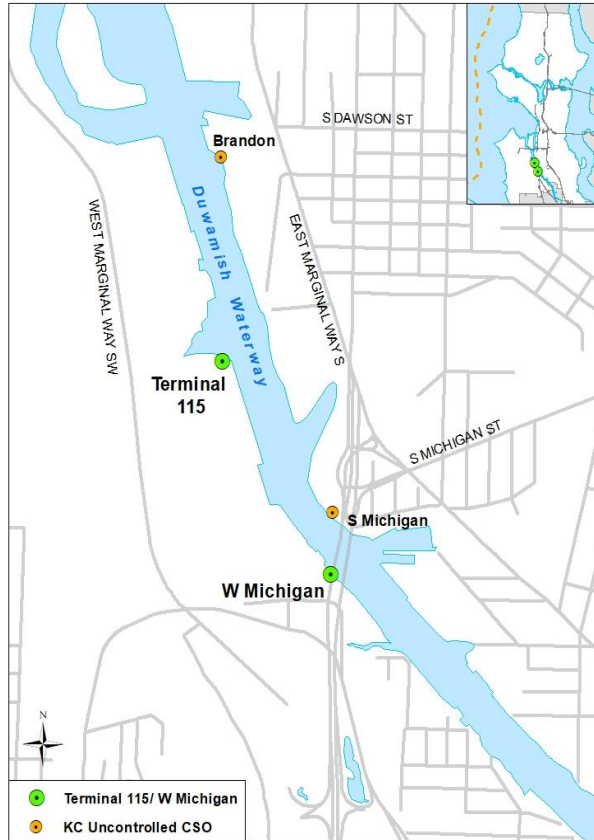 S DAWSON ST
Brandon
WEST MARGINAL WAY SW
Duwamish Waterway
EAST MARGINAL WAY S
Terminal
115
S MICHIGAN ST
S Michigan
W Michigan
N
Terminal 115/ W Michigan
KC Uncontrolled CSO